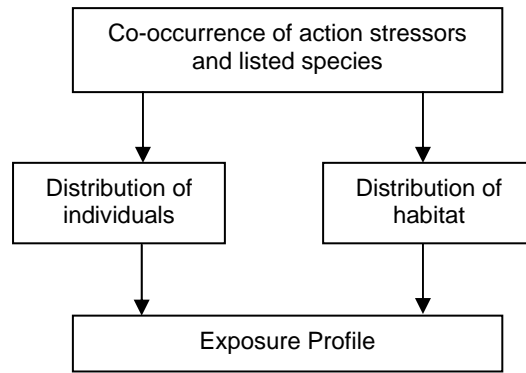 Co-occurrence of action stressors
and listed species
Distribution of
individuals
Distribution of
habitat
Exposure Profile